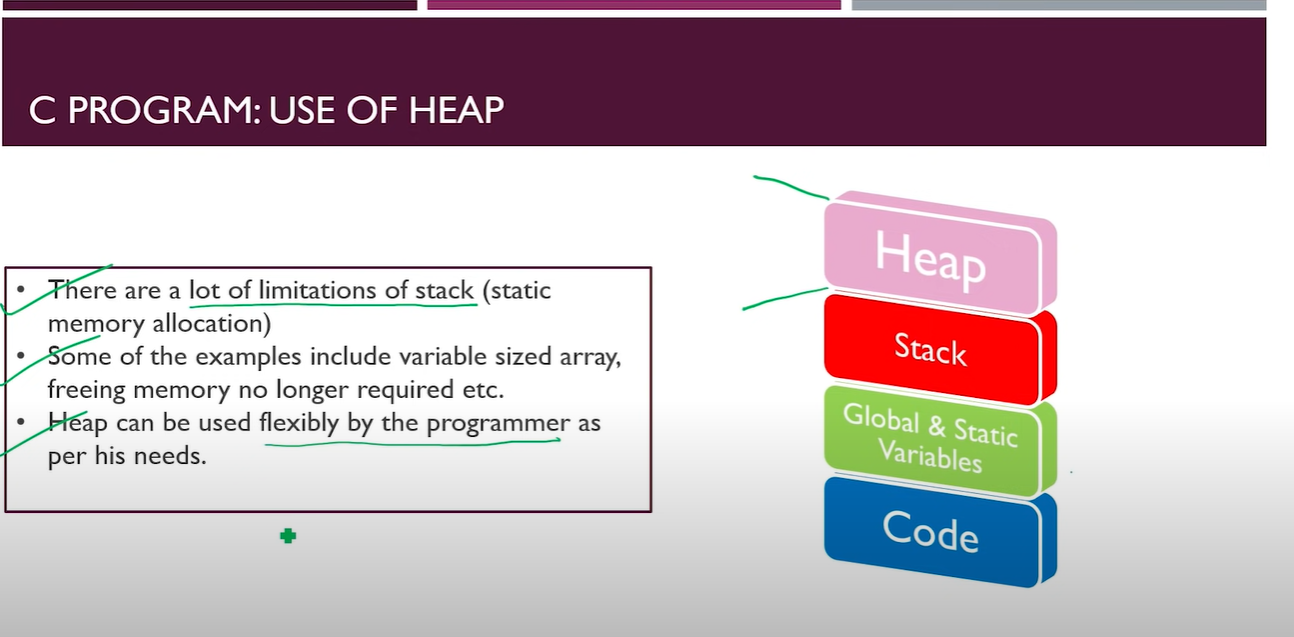 C PROGRAM: USE OF HEAP
• There are a lot of limitations of stack (static
memory allocation)
• Some of the examples include variable sized array,
freeing memory no longer required etc.
• Heap can be used flexibly by the programmer as
per his needs.
Heap
Stack
Global & Static
Variables
Code